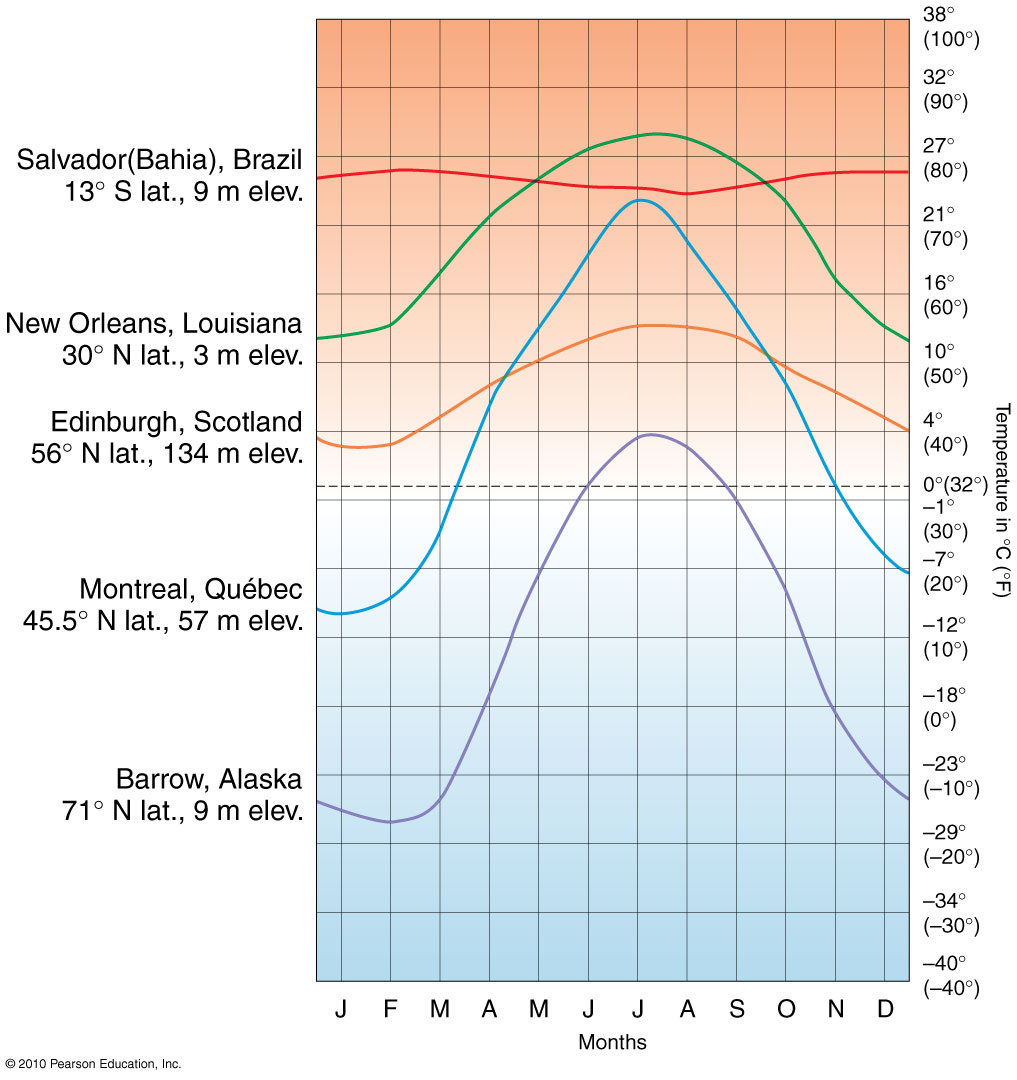 Salvador(Bahia), Brazil
13° S lat., 9 m elev.
New Orleans, Louisiana
30° N lat., 3 m elev.
Edinburgh, Scotland
56° N lat., 134 m elev.
Montreal, Québec
45.5° N lat., 57 m elev.
Barrow, Alaska
71° N lat., 9 m elev.
38°
(100°)
32°
(90°)
27°
(80°)
21°
(70°)
16°
(60°)
10°
(50°)
4°
(40°)
0°(32°)
–1°
(30°)
–7°
(20°)
–12°
(10°)
–18°
(0°)
–23°
(–10°)
–29°
(–20°)
–34°
(–30°)
–40°
(–40°)
Temperature in °C (°F)
J F M A M J J A S O N D
Months
© 2010 Pearson Education, Inc.